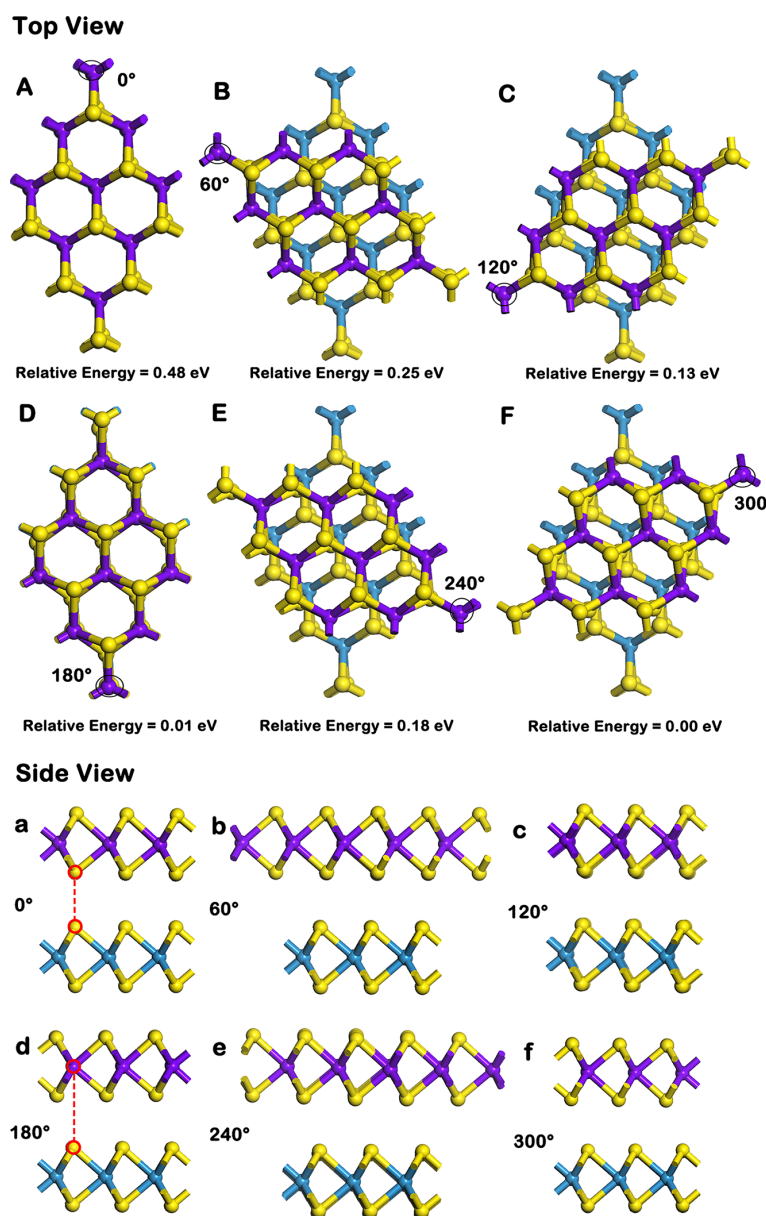 Top View
A
0°
B
60°
C
120°
Relative Energy = 0.48 eV
Relative Energy = 0.25 eV
Relative Energy = 0.13 eV
D
180°
E
240°
F
300
Relative Energy = 0.01 eV
Relative Energy = 0.18 eV
Relative Energy = 0.00 eV
Side View
a
0°
b
60°
c
120°
d
180°
e
240°
f
300°